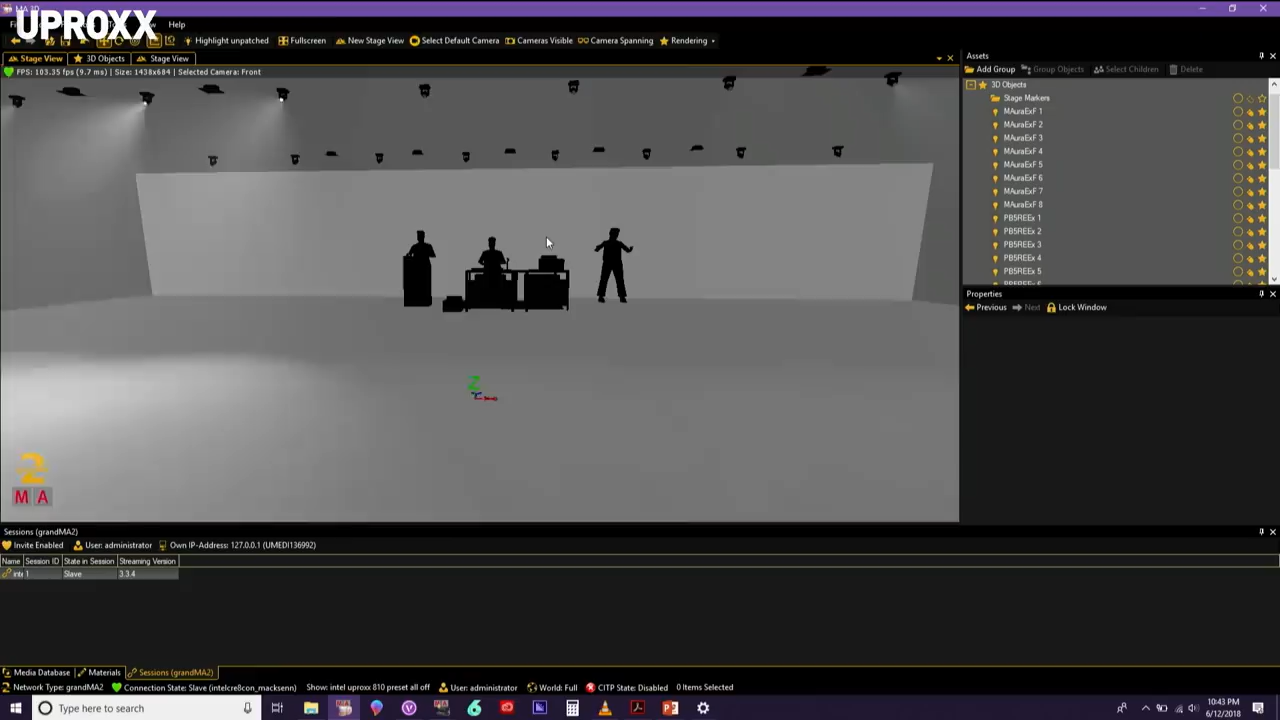 UPROXX
Help
Highlight unpatched Fullscreen New Stage View Select Default Camera Cameras Visible Camera Spanning Rendering
Stage View 3D Objects Stage View
FPS: 103.35 fps (9.7 ms) | Size: 1438x684 | Selected Camera: Front
Z
2
MA
Assets
Add Group Group Objects Select Children Delete
3D Objects
Stage Markers
MAuraExF 1
MAuraExF 2
MAuraExF 3
MAuraExF 4
MAuraExF 5
MAuraExF 6
MAuraExF 7
MAuraExF 8
PB5REEx 1
PB5REEx 2
PB5REEx 3
PB5REEx 4
PB5REEx 5
Properties
Previous Next Lock Window
Sessions (grandMA2)
Invite Enabled User: administrator Own IP-Address: 127.0.0.1 (UMEDI136992)
Name Session ID State in Session Streaming Version
inte 1 Slave 3.3.4
Media Database Materials Sessions (grandMA2)
Network Type: grandMA2 Connection State: Slave (intelcre8con_macksenn) Show: intel uproxx 810 preset all off User: administrator World: Full CITP State: Disabled 0 Items Selected
Type here to search
10:43 PM
6/12/2018